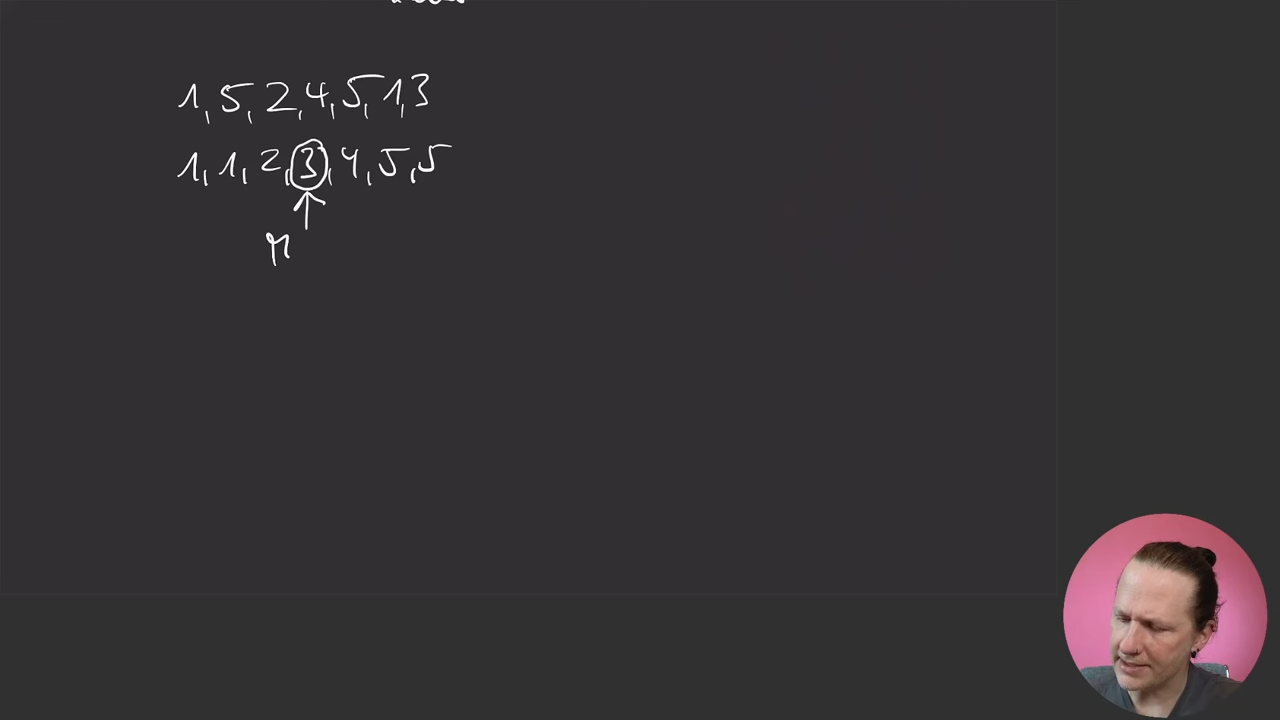 1, 5, 2, 4, 5, 1, 3
1, 1, 2, 3, 4, 5, 5
M